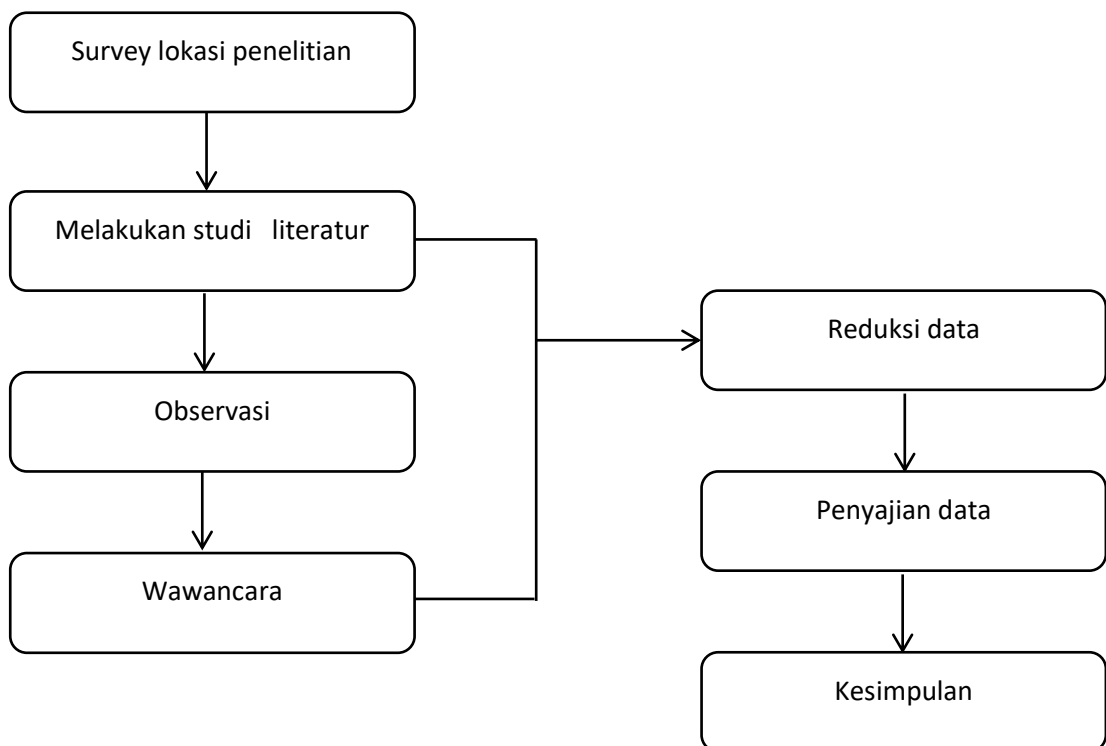 Survey lokasi penelitian
Melakukan studi literatur
Observasi
Wawancara
Reduksi data
Penyajian data
Kesimpulan